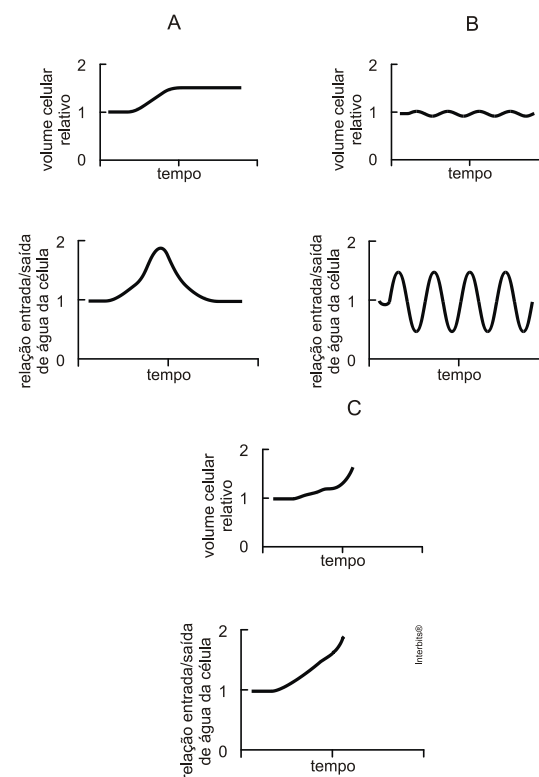 A
volume celular
relativo
2
1
0
tempo
relação entrada/saída
de água da célula
2
1
0
tempo
B
volume celular
relativo
2
1
0
tempo
relação entrada/saída
de água da célula
2
1
0
tempo
C
volume celular
relativo
2
1
0
tempo
relação entrada/saída
de água da célula
2
1
0
tempo
Interbits®